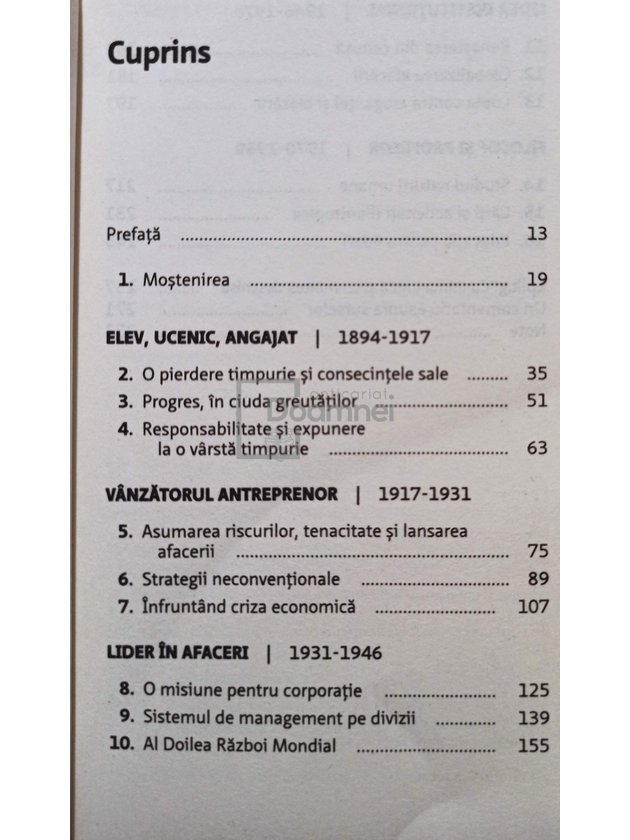 Cuprins
Prefață ........ 13
1. Moștenirea ........ 19
ELEV, UCENIC, ANGAJAT | 1894-1917
2. O pierdere timpurie și consecințele sale ........ 35
3. Progres, în ciuda greutăților ........ 51
4. Responsabilitate și expunere
la o vârstă timpurie ........ 63
VÂNZĂTORUL ANTREPRENOR | 1917-1931
5. Asumarea riscurilor, tenacitate și lansarea
afacerii ........ 75
6. Strategii neconvenționale ........ 89
7. Înfruntând criza economică ........ 107
LIDER ÎN AFACERI | 1931-1946
8. O misiune pentru corporație ........ 125
9. Sistemul de management pe divizii ........ 139
10. Al Doilea Război Mondial ........ 155
anticariat
Doamnei